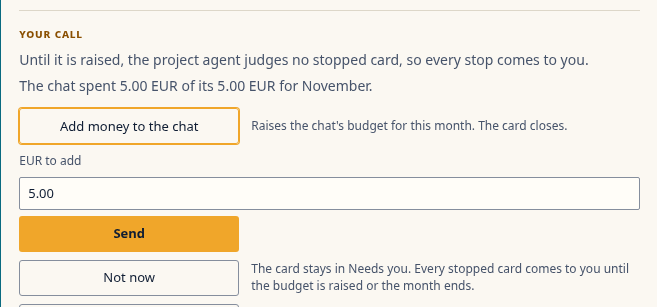 YOUR CALL
Until it is raised, the project agent judges no stopped card, so every stop comes to you.
The chat spent 5.00 EUR of its 5.00 EUR for November.
Add money to the chat
Raises the chat's budget for this month. The card closes.
EUR to add
5.00
Send
Not now
The card stays in Needs you. Every stopped card comes to you until
the budget is raised or the month ends.